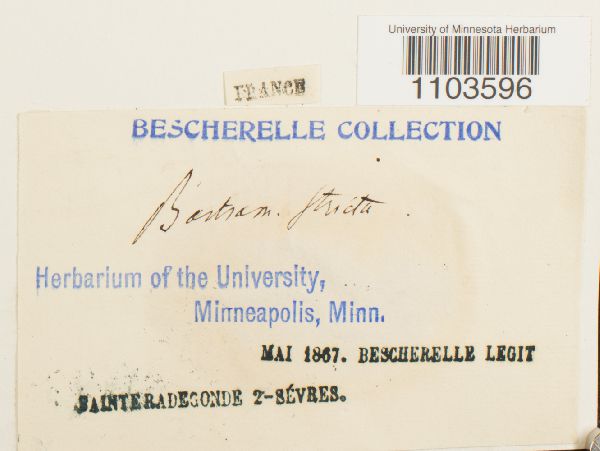 University of Minnesota Herbarium
1103596
FRANCE
BESCHERELLE COLLECTION
Bartram. stricta.
Herbarium of the University,
Minneapolis, Minn.
MAI 1867. BESCHERELLE LEGIT
SAINTERADEGONDE 2-SÉVRES.